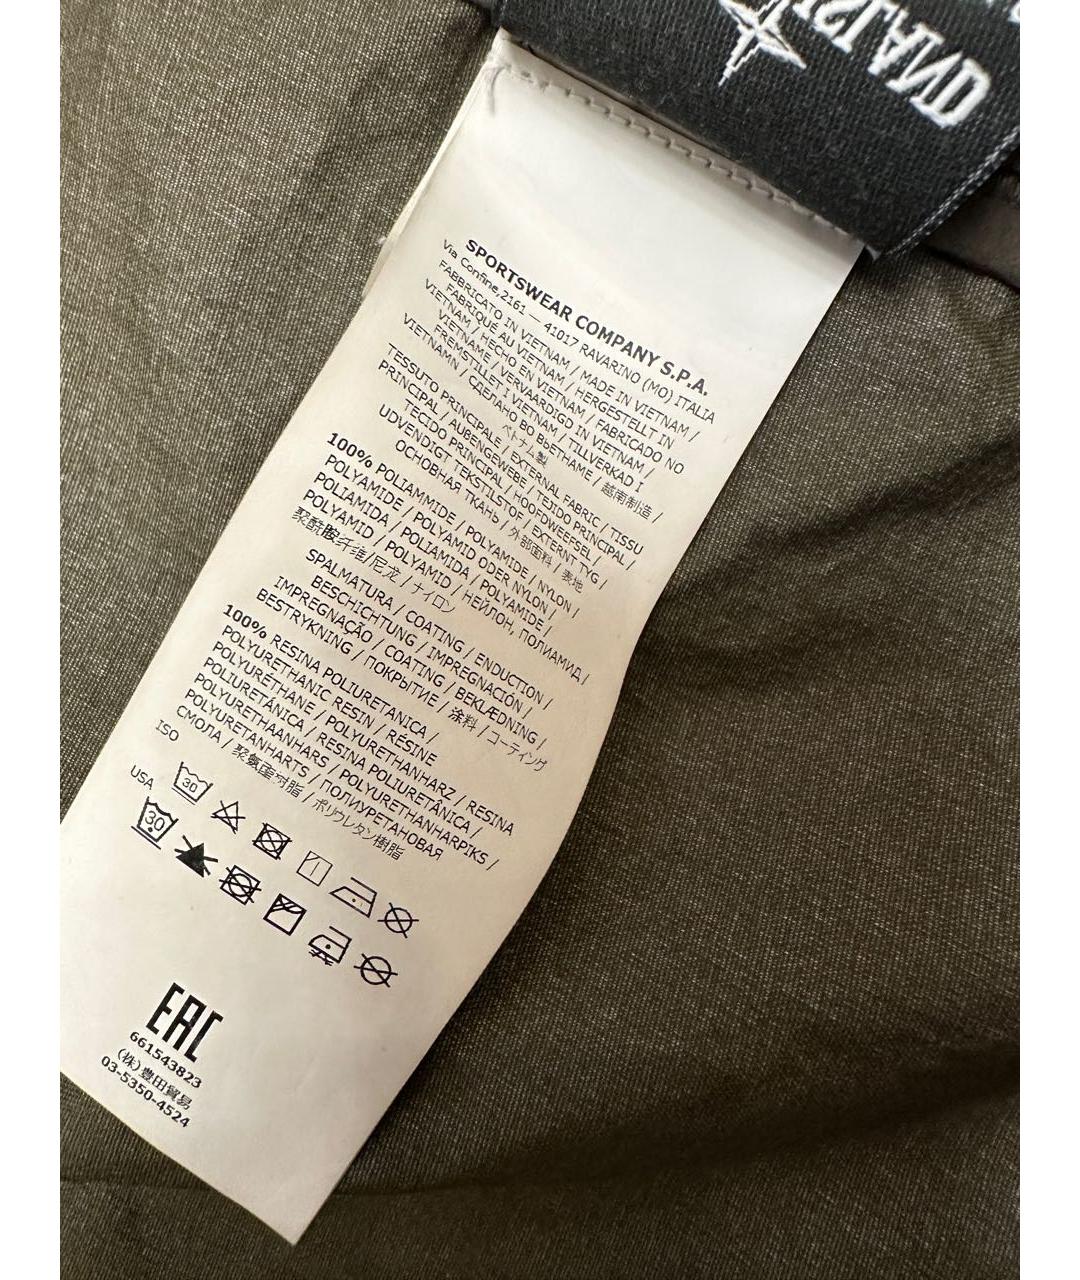 ISLAND
SPORTSWEAR COMPANY S.P.A.
Via Confine,2161 — 41017 RAVARINO (MO) ITALIA
FABBRICATO IN VIETNAM / MADE IN VIETNAM /
FABRIQUÉ AU VIETNAM / HERGESTELLT IN
VIETNAM / HECHO EN VIETNAM / FABRICADO NO
VIETNAME / VERVAARDIGD IN VIETNAM /
FREMSTILLET I VIETNAM / TILLVERKAD I
VIETNAMN / СДЕЛАНО ВО ВЬЕТНАМЕ / 越南制造 /
ベトナム製
TESSUTO PRINCIPALE / EXTERNAL FABRIC / TISSU
PRINCIPAL / AUßENGEWEBE / TEJIDO PRINCIPAL /
TECIDO PRINCIPAL / HOOFDWEEFSEL /
UDVENDIGT TEKSTILSTOF / EXTERNT TYG /
ОСНОВНАЯ ТКАНЬ / 外部面料 / 表地
100% POLIAMMIDE / POLYAMIDE / NYLON /
POLYAMIDE / POLYAMID ODER NYLON /
POLIAMIDA / POLIAMIDA / POLYAMIDE /
POLYAMID / POLYAMID / НЕЙЛОН, ПОЛИАМИД /
聚酰胺纤维/尼龙 / ナイロン
SPALMATURA / COATING / ENDUCTION /
BESCHICHTUNG / IMPREGNACIÓN /
IMPREGNAÇÃO / COATING / BEKLÆDNING /
BESTRYKNING / ПОКРЫТИЕ / 涂料 / コーティング
100% RESINA POLIURETANICA /
POLYURETHANIC RESIN / RÉSINE
POLYURÉTHANE / POLYURETHANHARZ / RESINA
POLIURETÁNICA / RESINA POLIURETÂNICA /
POLYURETHAANHARS / POLYURETHANHARPIKS /
POLYURETANHARTS / ПОЛИУРЕТАНОВАЯ
СМОЛА / 聚氨酯树脂 / ポリウレタン樹脂
ISO
30
USA
30
EAC
661543823
(株)豊田貿易
03-5350-4524